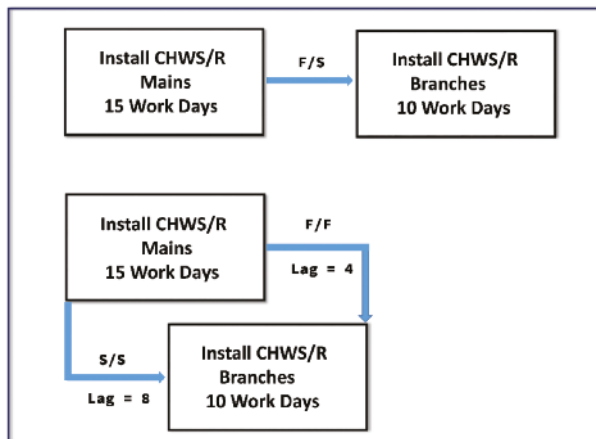 Install CHWS/R
Mains
15 Work Days
F/S
Install CHWS/R
Branches
10 Work Days
Install CHWS/R
Mains
15 Work Days
F/F
Lag = 4
S/S
Lag = 8
Install CHWS/R
Branches
10 Work Days